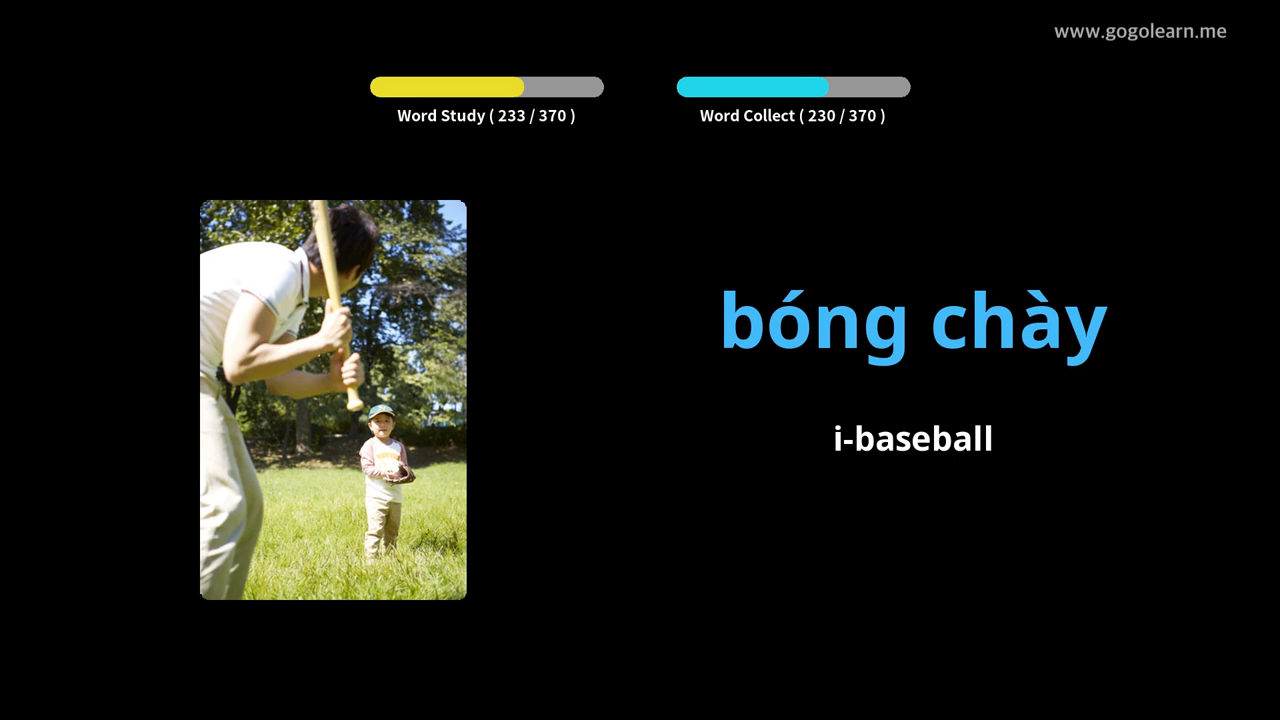 www.gogolearn.me
Word Study ( 233 / 370 )
Word Collect ( 230 / 370 )
bóng chày
i-baseball